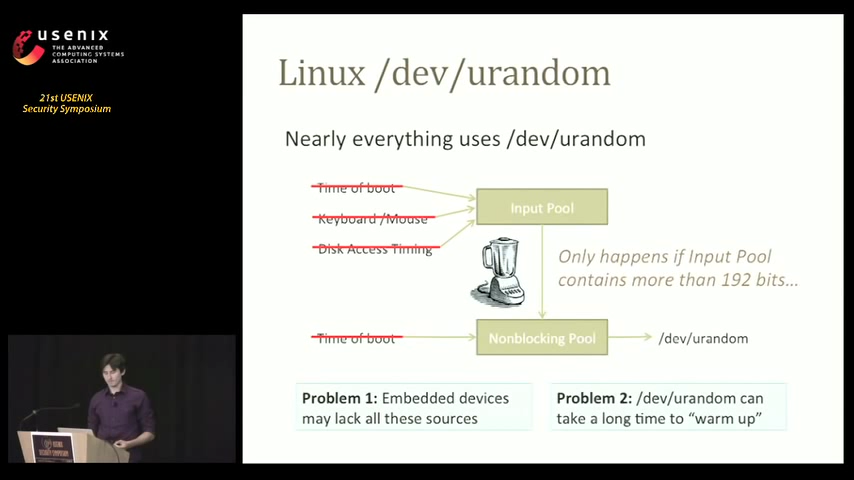 usenix
THE ADVANCED
COMPUTING SYSTEMS
ASSOCIATION
21st USENIX
Security Symposium
Linux /dev/urandom
Nearly everything uses /dev/urandom
Time of boot
Keyboard /Mouse
Disk Access Timing
Input Pool
Only happens if Input Pool
contains more than 192 bits...
Time of boot
Nonblocking Pool
/dev/urandom
Problem 1: Embedded devices
may lack all these sources
Problem 2: /dev/urandom can
take a long time to “warm up”
USENIX
SECURITY SYMPOSIUM